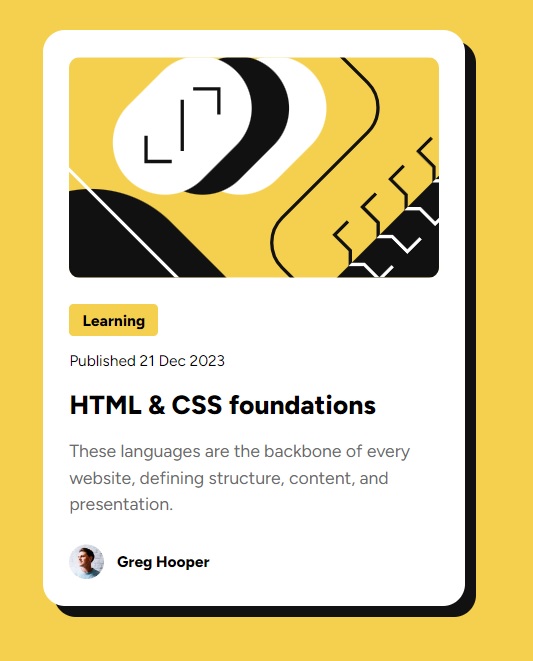 Learning
Published 21 Dec 2023
HTML & CSS foundations
These languages are the backbone of every
website, defining structure, content, and
presentation.
Greg Hooper